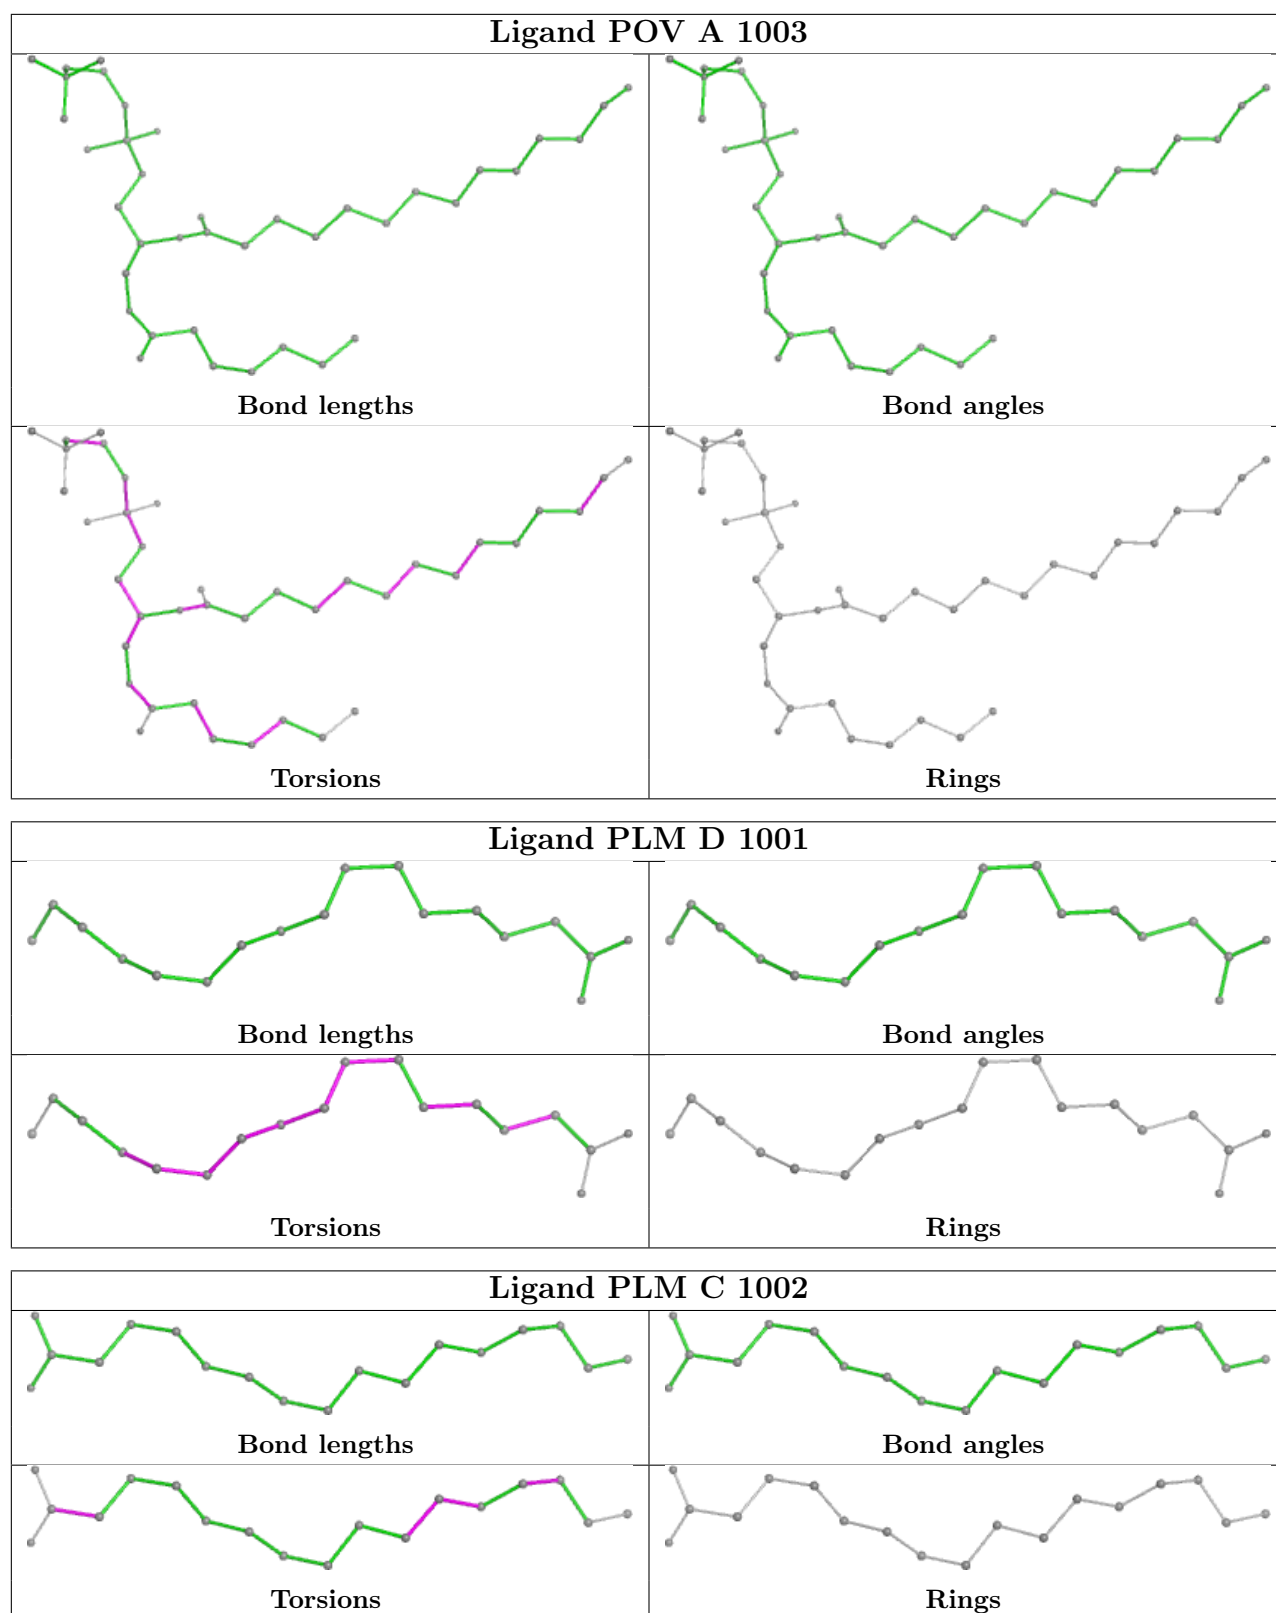 Ligand POV A 1003
Bond lengths
Bond angles
Torsions
Rings
Ligand PLM D 1001
Bond lengths
Bond angles
Torsions
Rings
Ligand PLM C 1002
Bond lengths
Bond angles
Torsions
Rings